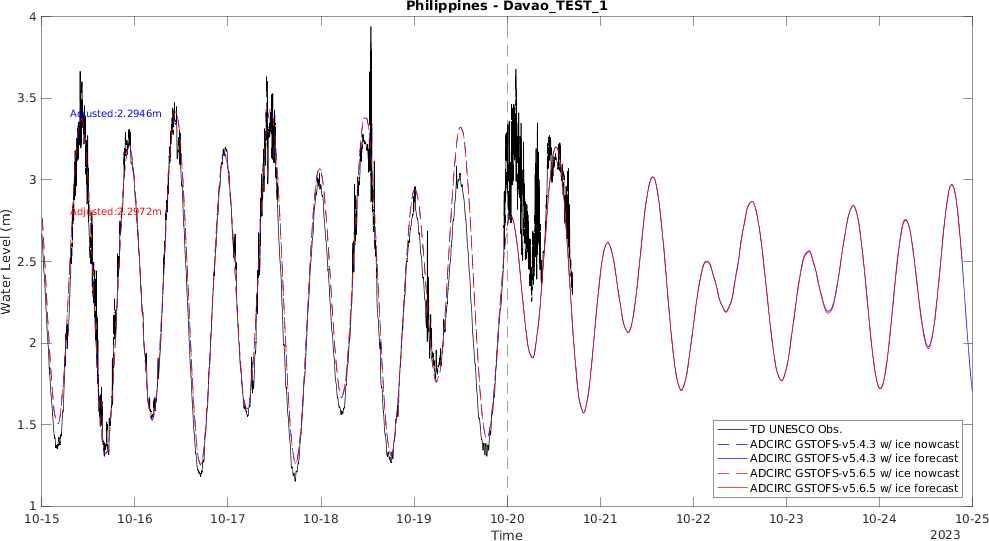 Philippines - Davao_TEST_1
4
3.5
3
2.5
2
1.5
1
Water Level (m)
Adjusted:2.2946m
Adjusted:2.2972m
TD UNESCO Obs.
ADCIRC GSTOFS-v5.4.3 w/ ice nowcast
ADCIRC GSTOFS-v5.4.3 w/ ice forecast
ADCIRC GSTOFS-v5.6.5 w/ ice nowcast
ADCIRC GSTOFS-v5.6.5 w/ ice forecast
10-15 10-16 10-17 10-18 10-19 10-20 10-21 10-22 10-23 10-24 10-25
Time
2023